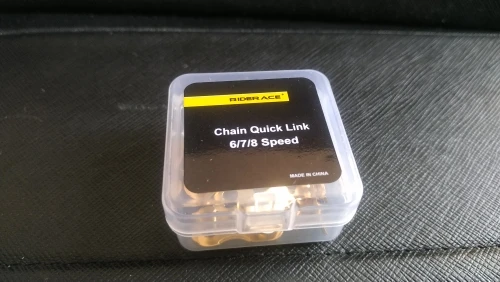 RIDERACE
Chain Quick Link
6/7/8 Speed
MADE IN CHINA